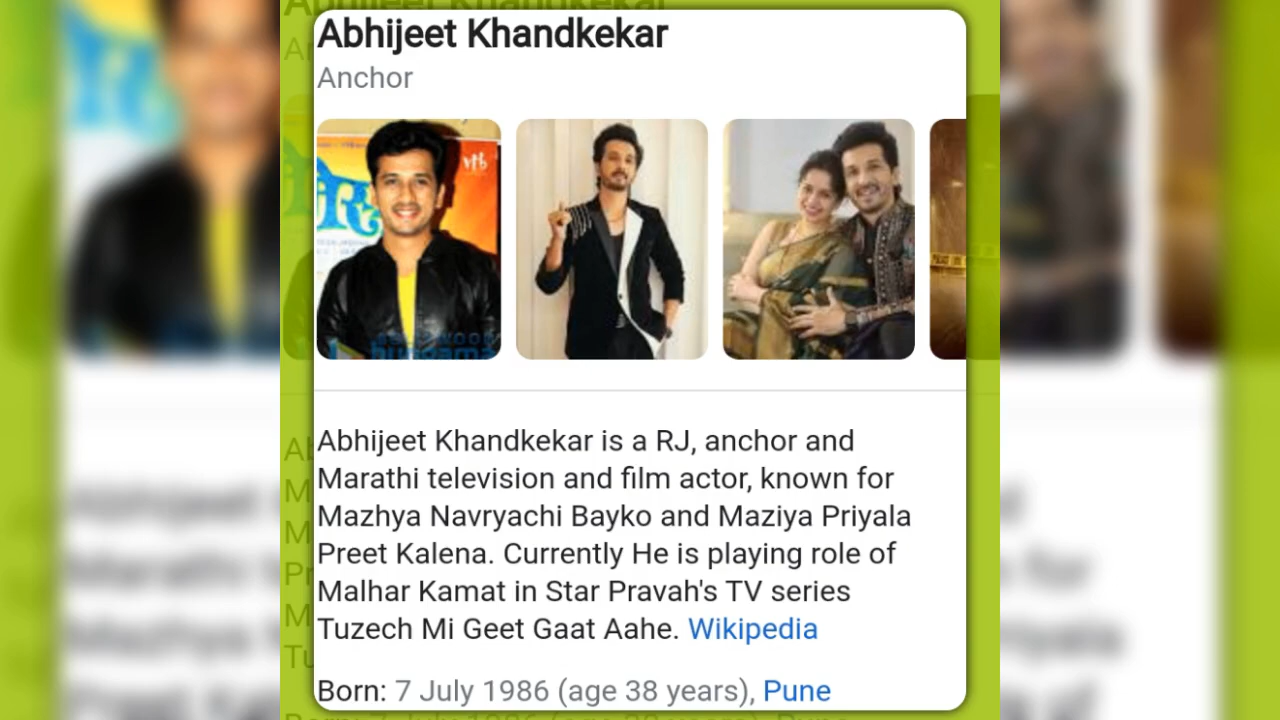 Abhijeet Khandkekar
Anchor
Abhijeet Khandkekar is a RJ, anchor and
Marathi television and film actor, known for
Mazhya Navryachi Bayko and Maziya Priyala
Preet Kalena. Currently He is playing role of
Malhar Kamat in Star Pravah's TV series
Tuzech Mi Geet Gaat Aahe. Wikipedia
Born: 7 July 1986 (age 38 years), Pune